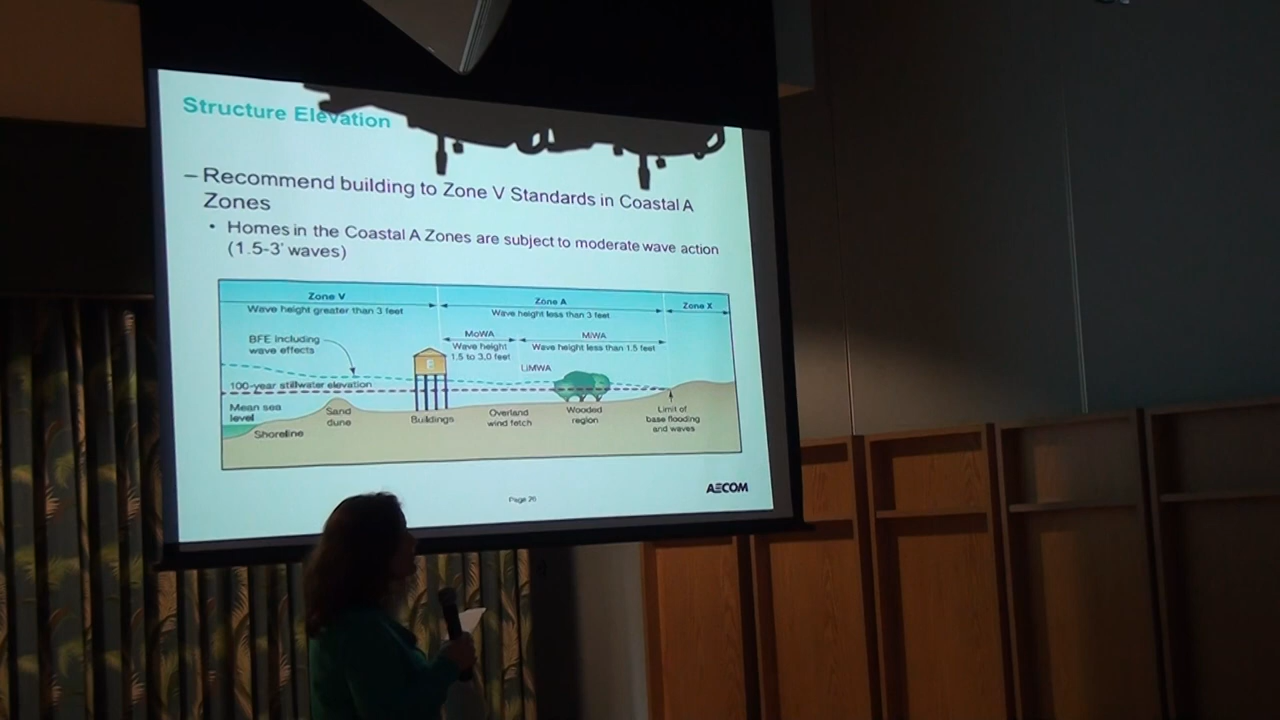 Structure Elevation
– Recommend building to Zone V Standards in Coastal A
Zones
• Homes in the Coastal A Zones are subject to moderate wave action
(1.5-3' waves)
Zone V
Wave height greater than 3 feet
Zone A
Wave height less than 3 feet
Zone X
MoWA
Wave height
1.5 to 3.0 feet
MiWA
Wave height less than 1.5 feet
BFE including
wave effects
LiMWA
100-year stillwater elevation
Mean sea
level
Shoreline
Sand
dune
Buildings
Overland
wind fetch
Wooded
region
Limit of
base flooding
and waves
Page 26
AECOM